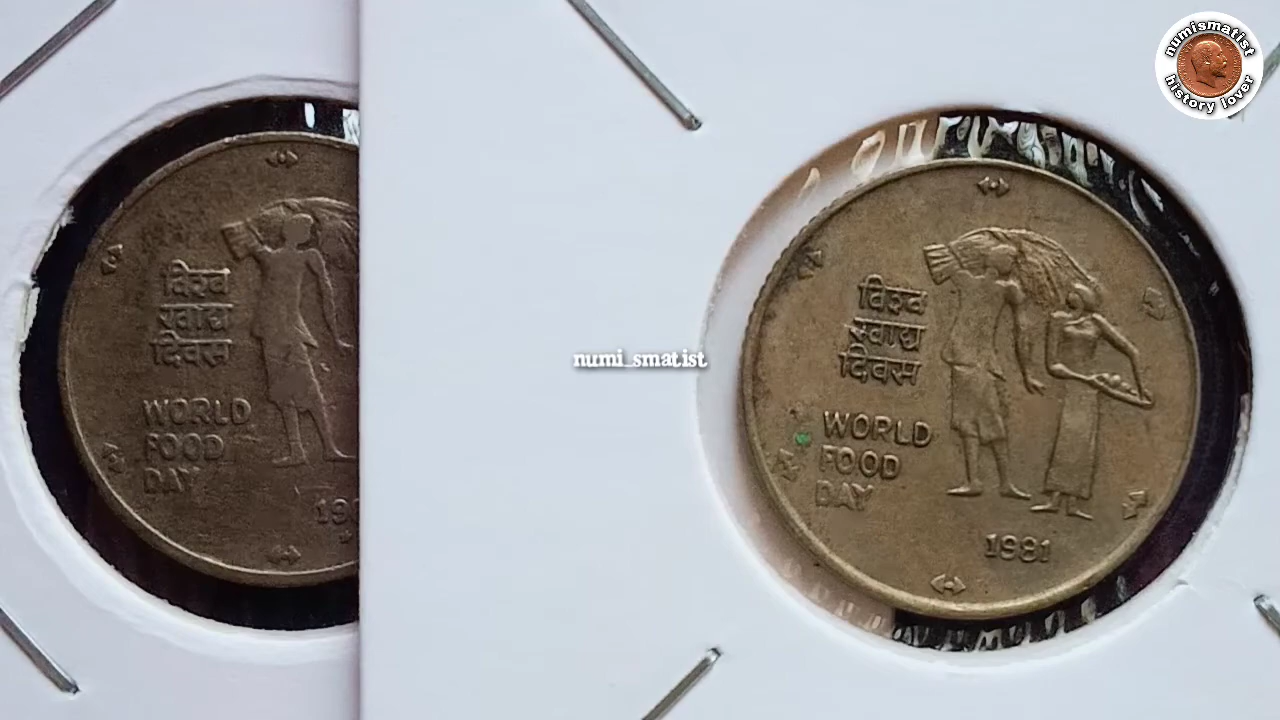 numismatist
history lover
विश्व
खाद्य
दिवस
WORLD
FOOD
DAY
numi_smatist
विश्व
खाद्य
दिवस
WORLD
FOOD
DAY
1981